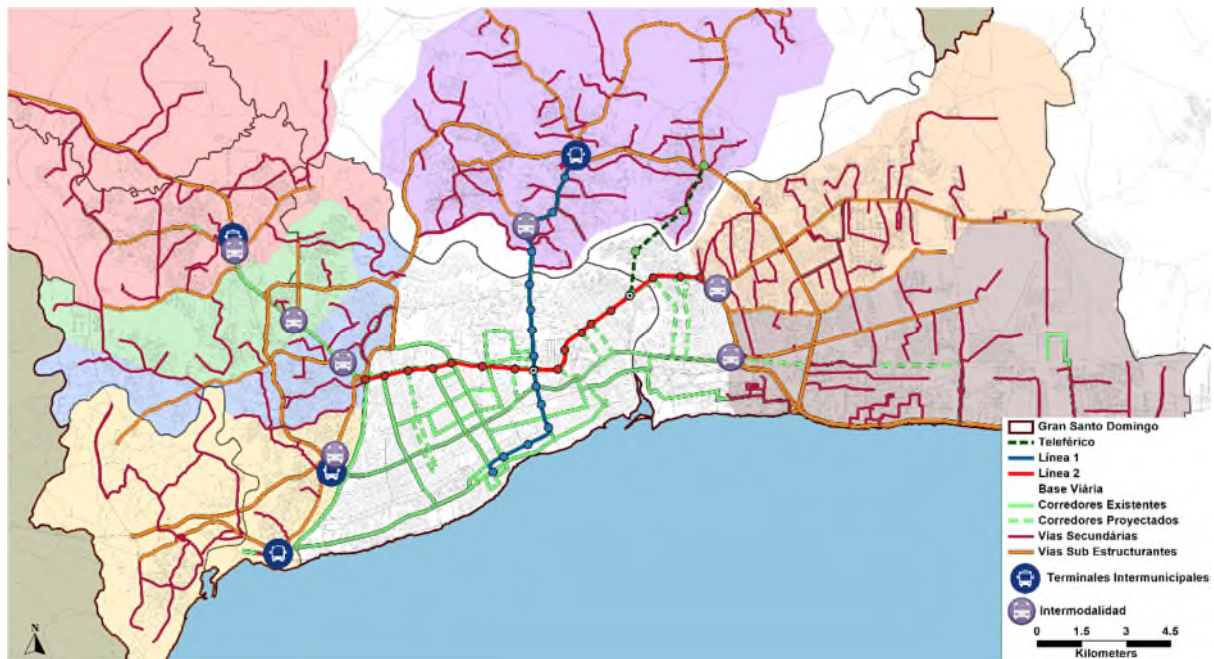 Gran Santo Domingo
Teleférico
Línea 1
Línea 2
Base Viária
Corredores Existentes
Corredores Proyectados
Vías Secundárias
Vías Sub Estructurantes
Terminales Intermunicipales
Intermodalidad
0 1.5 3 4.5
Kilometers
N